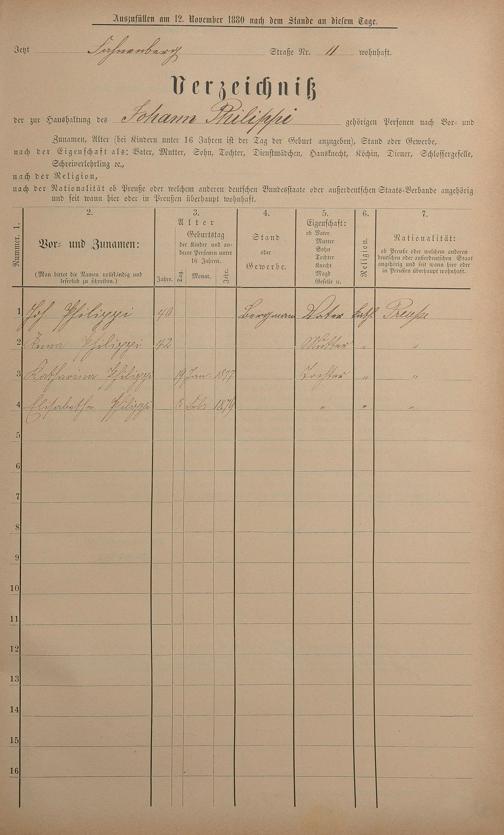 Auszufüllen am 12. November 1880 nach dem Stande an diesem Tage.
Jetzt Straße Nr. 11 wohnhaft.
Verzeichniß
der zur Haushaltung des Johann Philippi gehörigen Personen nach Vor- und
Zunamen, Alter (bei Kindern unter 16 Jahren ist der Tag der Geburt anzugeben), Stand oder Gewerbe,
nach der Eigenschaft als: Vater, Mutter, Sohn, Tochter, Dienstmädchen, Hausknecht, Köchin, Diener, Schlossergeselle,
Schreiberlehrling ec.,
nach der Religion,
nach der Nationalität ob Preuße oder welchem anderen deutschen Bundesstaate oder außerdeutschen Staats-Verbande angehörig
und seit wann hier oder in Preußen überhaupt wohnhaft.
Nummer. 1.
2.
Vor- und Zunamen:
(Man bittet die Namen vollständig und
leserlich zu schreiben.)
3.
Alter
Geburtstag
der Kinder und an-
derer Personen unter
16 Jahren.
Jahre. Tag. Monat. Jahr.
4.
Stand
oder
Gewerbe.
5.
Eigenschaft:
ob Vater
Mutter
Sohn
Tochter
Knecht
Magd
Geselle u.
6.
Religion.
7.
Nationalität:
ob Preuße oder welchem anderen
deutschen oder außerdeutschen Staat
angehörig und seit wann hier oder
in Preußen überhaupt wohnhaft.
1 Joh Philippi 40 Bergmann Vater kath. Preuße
2 Anna Philippi 42 Mutter " "
3 Katharina Philippi 19 Jan 1877 Tochter " "
4 Elisabetha Philippi 5 1879 " " "
5
6
7
8
9
10
11
12
13
14
15
16